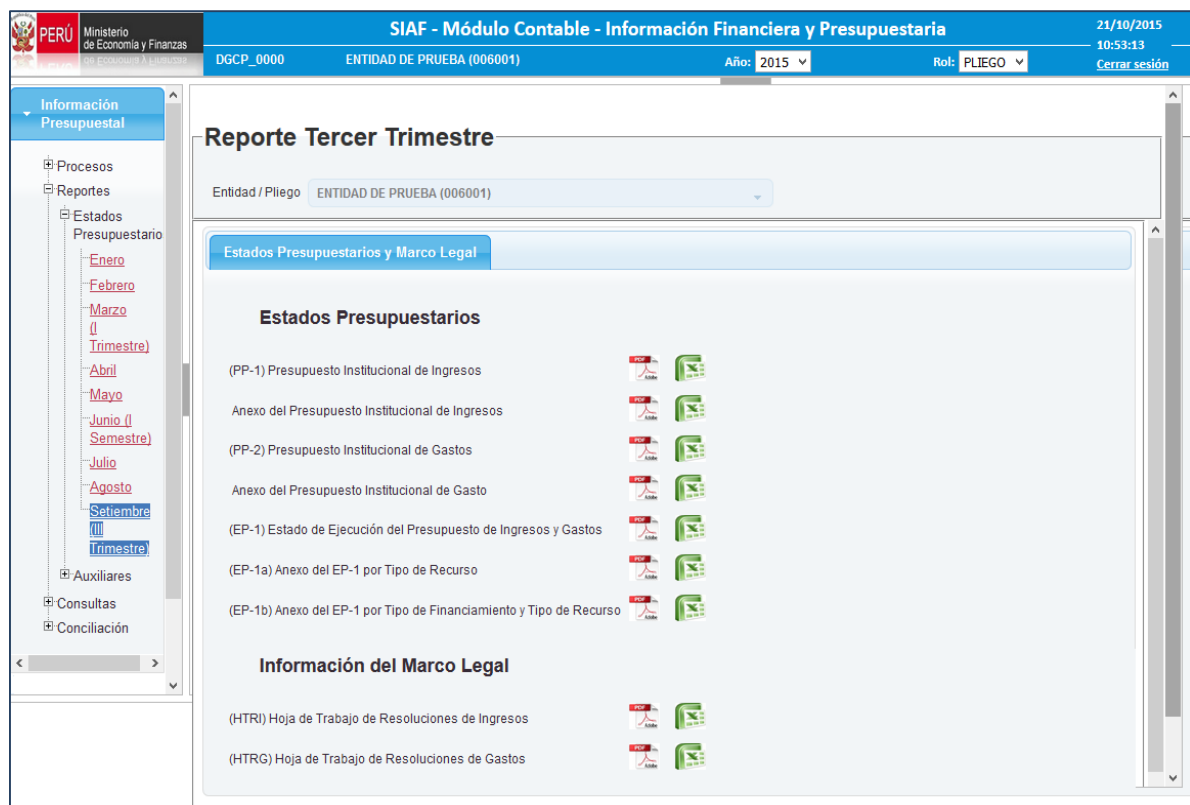 PERÚ
Ministerio
de Economía y Finanzas
SIAF - Módulo Contable - Información Financiera y Presupuestaria
21/10/2015
10:53:13
DGCP_0000
ENTIDAD DE PRUEBA (006001)
Año: 2015
Rol: PLIEGO
Cerrar sesión
Información
Presupuestal
Procesos
Reportes
Estados
Presupuestario
Enero
Febrero
Marzo
(I
Trimestre)
Abril
Mayo
Junio (I
Semestre)
Julio
Agosto
Setiembre
(III
Trimestre)
Auxiliares
Consultas
Conciliación
Reporte Tercer Trimestre
Entidad / Pliego ENTIDAD DE PRUEBA (006001)
Estados Presupuestarios y Marco Legal
Estados Presupuestarios
(PP-1) Presupuesto Institucional de Ingresos
Anexo del Presupuesto Institucional de Ingresos
(PP-2) Presupuesto Institucional de Gastos
Anexo del Presupuesto Institucional de Gasto
(EP-1) Estado de Ejecución del Presupuesto de Ingresos y Gastos
(EP-1a) Anexo del EP-1 por Tipo de Recurso
(EP-1b) Anexo del EP-1 por Tipo de Financiamiento y Tipo de Recurso
Información del Marco Legal
(HTRI) Hoja de Trabajo de Resoluciones de Ingresos
(HTRG) Hoja de Trabajo de Resoluciones de Gastos